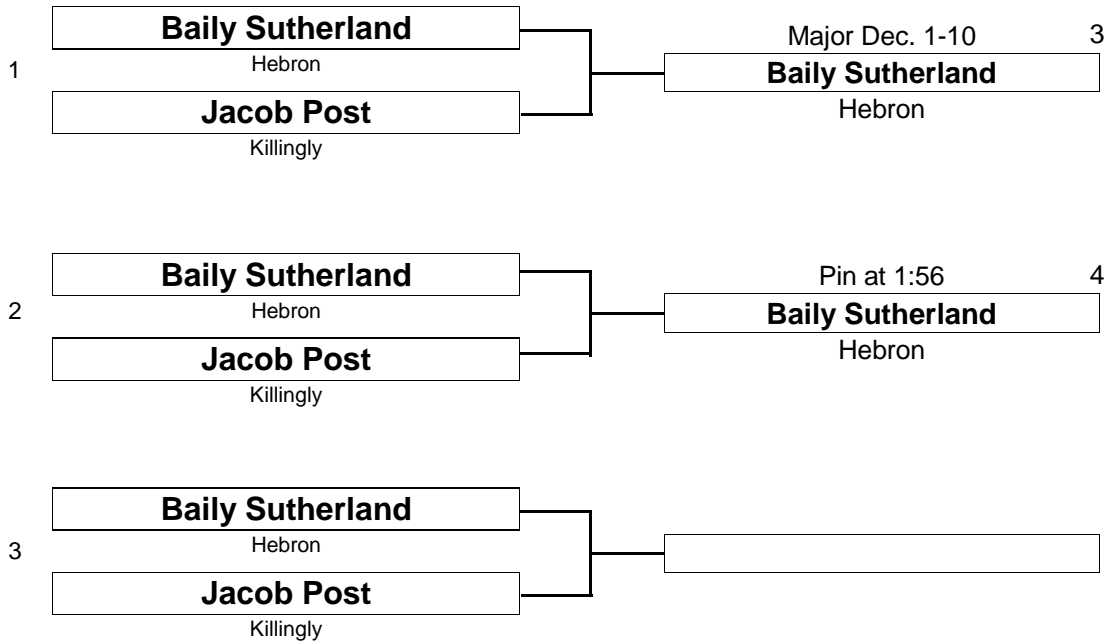 Baily Sutherland
Hebron
1
Jacob Post
Killingly
Major Dec. 1-10 3
Baily Sutherland
Hebron
Baily Sutherland
Hebron
2
Jacob Post
Killingly
Pin at 1:56 4
Baily Sutherland
Hebron
Baily Sutherland
Hebron
3
Jacob Post
Killingly